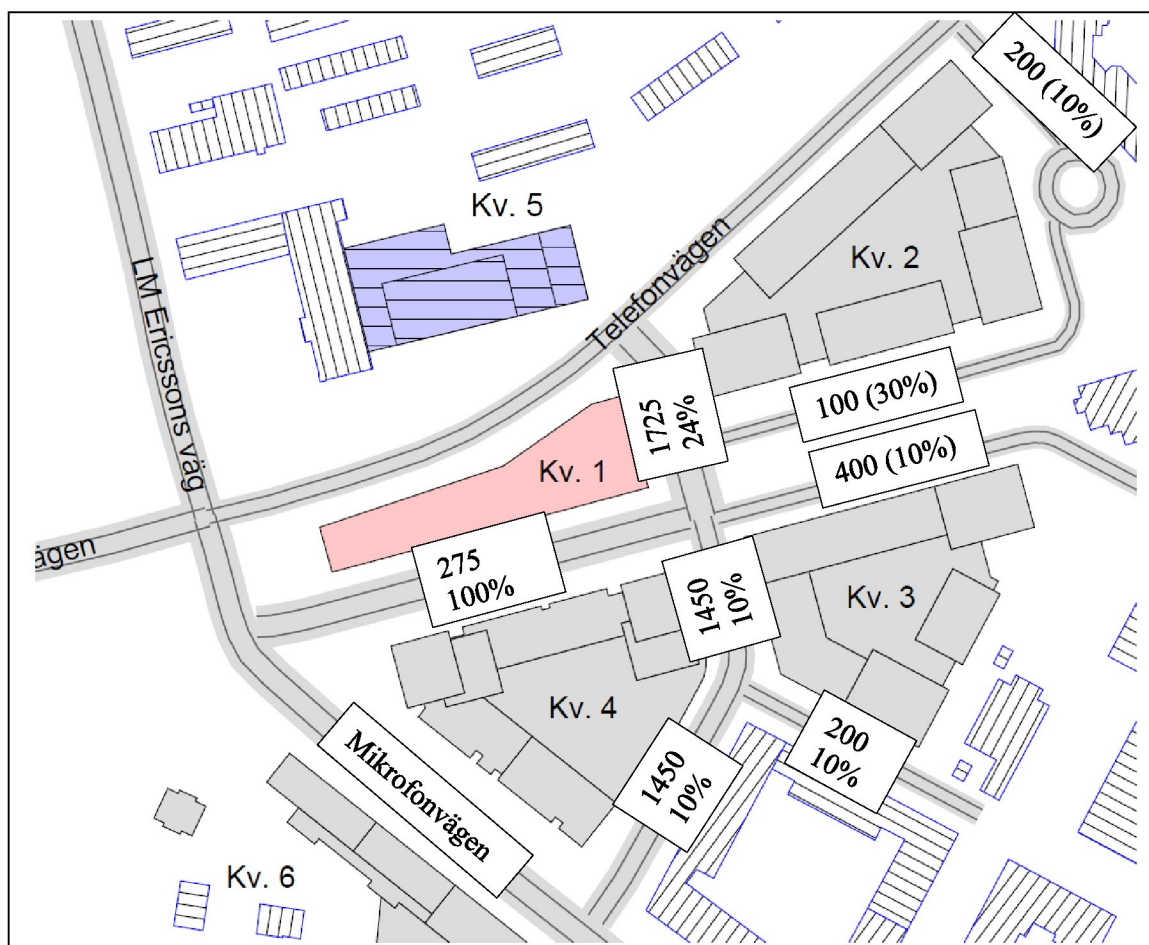 200 (10%)
Kv. 5
Kv. 2
LM Ericssons väg
Telefonvägen
100 (30%)
1725
24%
400 (10%)
Kv. 1
ägen
275
100%
1450
10%
Kv. 3
Kv. 4
200
10%
1450
10%
Mikrofonvägen
Kv. 6